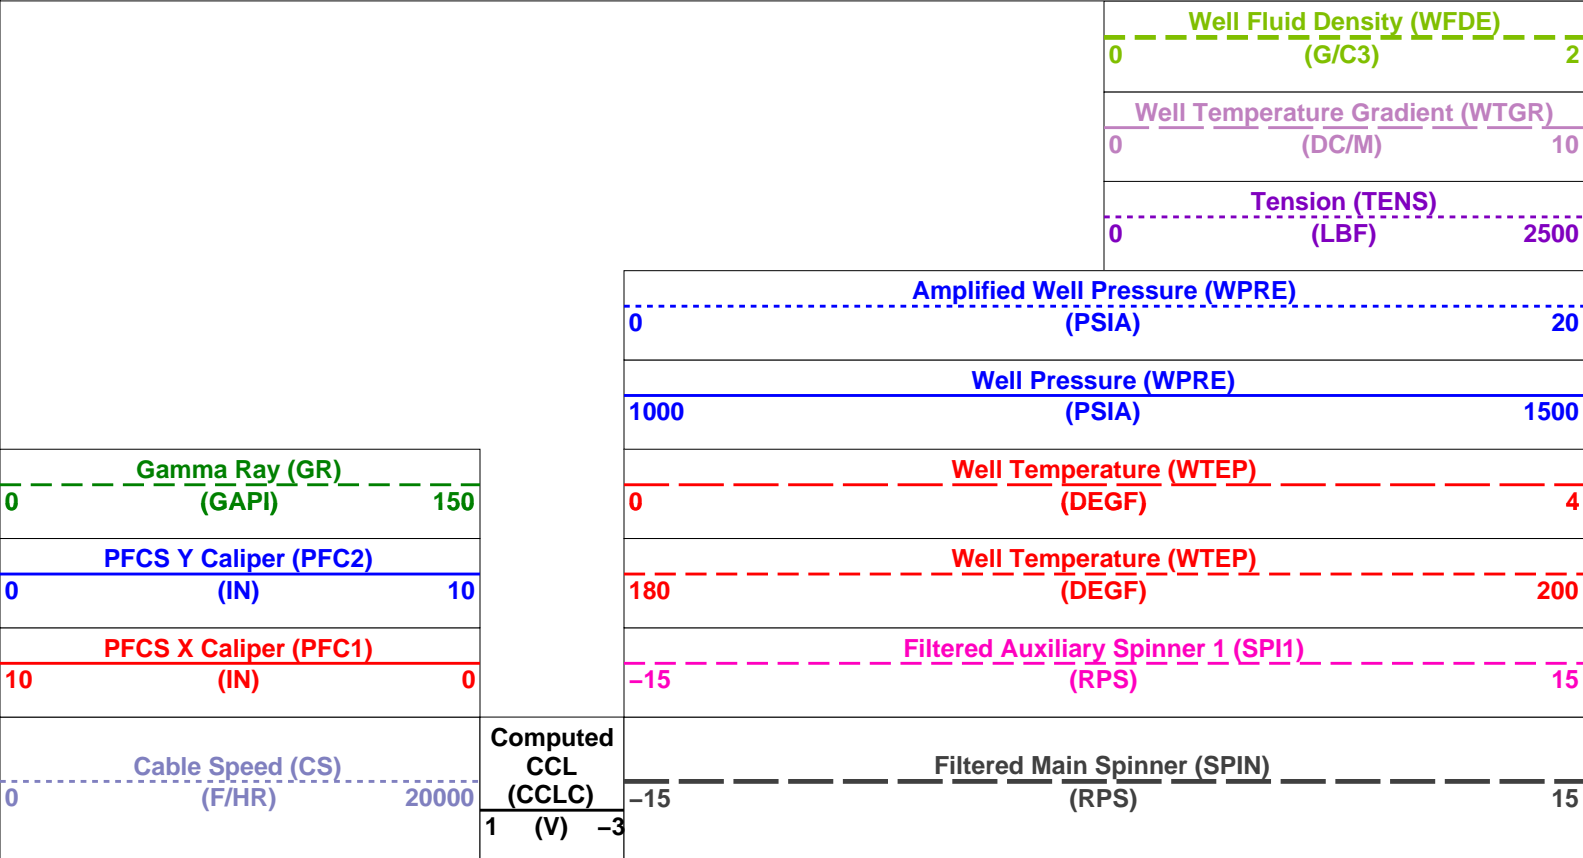 Well Fluid Density (WFDE)
0 (G/C3) 2
Well Temperature Gradient (WTGR)
0 (DC/M) 10
Tension (TENS)
0 (LBF) 2500
Amplified Well Pressure (WPRE)
0 (PSIA) 20
Well Pressure (WPRE)
1000 (PSIA) 1500
Gamma Ray (GR)
0 (GAPI) 150
Well Temperature (WTEP)
0 (DEGF) 4
PFCS Y Caliper (PFC2)
0 (IN) 10
Well Temperature (WTEP)
180 (DEGF) 200
PFCS X Caliper (PFC1)
10 (IN) 0
Filtered Auxiliary Spinner 1 (SPI1)
−15 (RPS) 15
Cable Speed (CS)
0 (F/HR) 20000
Computed
CCL
(CCLC)
1 (V) −3
Filtered Main Spinner (SPIN)
−15 (RPS) 15